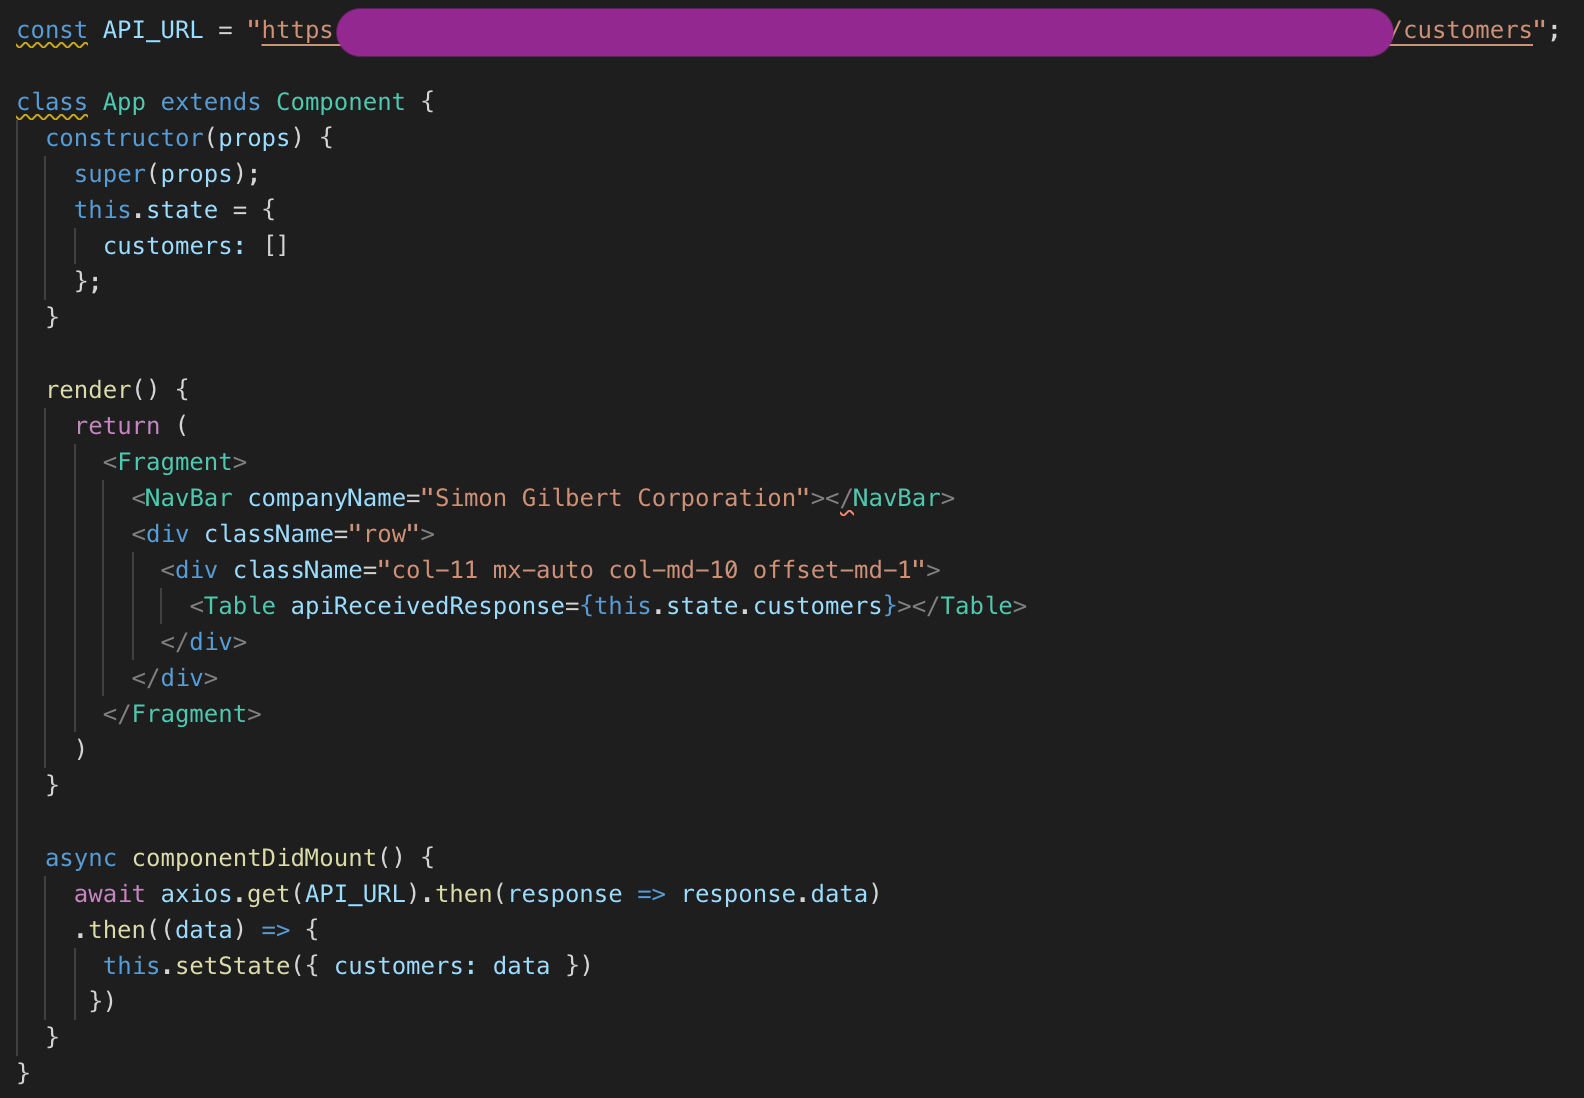 const API_URL = "https:/customers";
class App extends Component {
constructor(props) {
super(props);
this.state = {
customers: []
};
}
render() {
return (
<Fragment>
<NavBar companyName="Simon Gilbert Corporation"></NavBar>
<div className="row">
<div className="col-11 mx-auto col-md-10 offset-md-1">
<Table apiReceivedResponse={this.state.customers}></Table>
</div>
</div>
</Fragment>
)
}
async componentDidMount() {
await axios.get(API_URL).then(response => response.data)
.then((data) => {
this.setState({ customers: data })
})
}
}